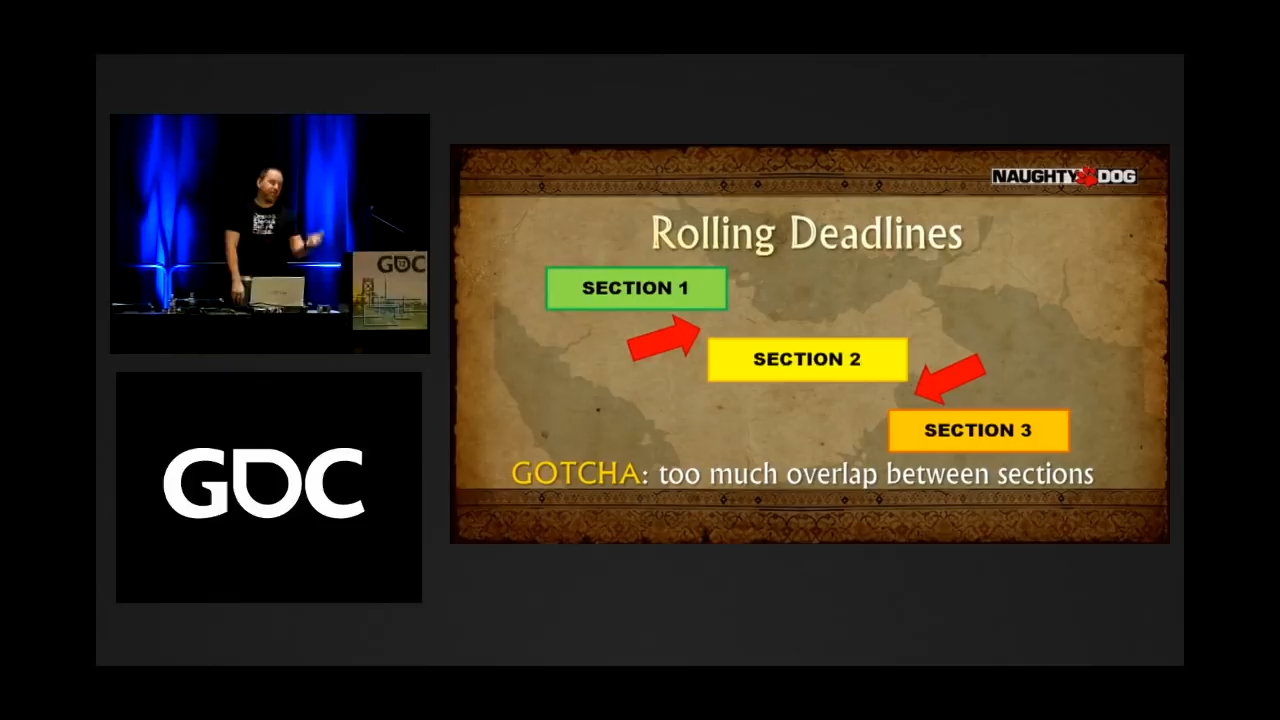 GDC
GDC
NAUGHTY DOG
Rolling Deadlines
SECTION 1
SECTION 2
SECTION 3
GOTCHA: too much overlap between sections